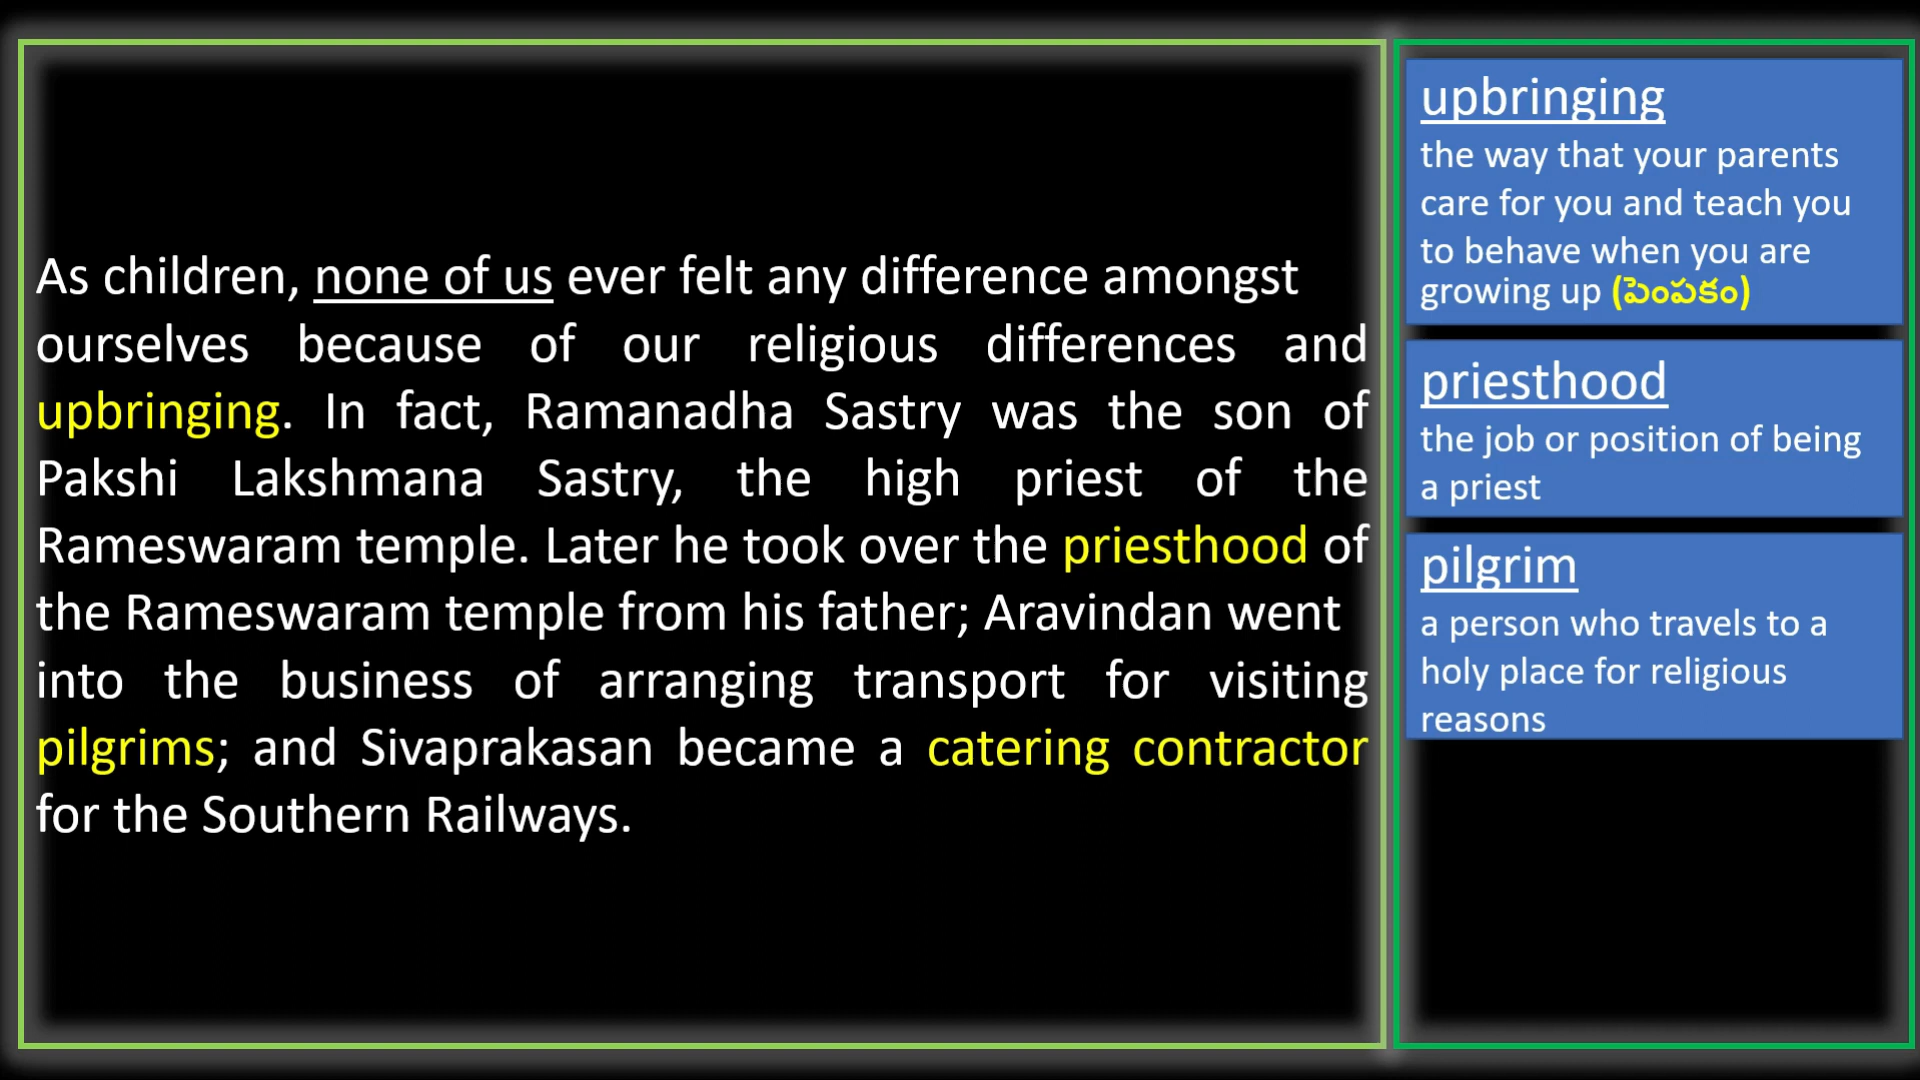 As children, none of us ever felt any difference amongst
ourselves because of our religious differences and
upbringing. In fact, Ramanadha Sastry was the son of
Pakshi Lakshmana Sastry, the high priest of the
Rameswaram temple. Later he took over the priesthood of
the Rameswaram temple from his father; Aravindan went
into the business of arranging transport for visiting
pilgrims; and Sivaprakasan became a catering contractor
for the Southern Railways.
upbringing
the way that your parents
care for you and teach you
to behave when you are
growing up (పెంపకం)
priesthood
the job or position of being
a priest
pilgrim
a person who travels to a
holy place for religious
reasons